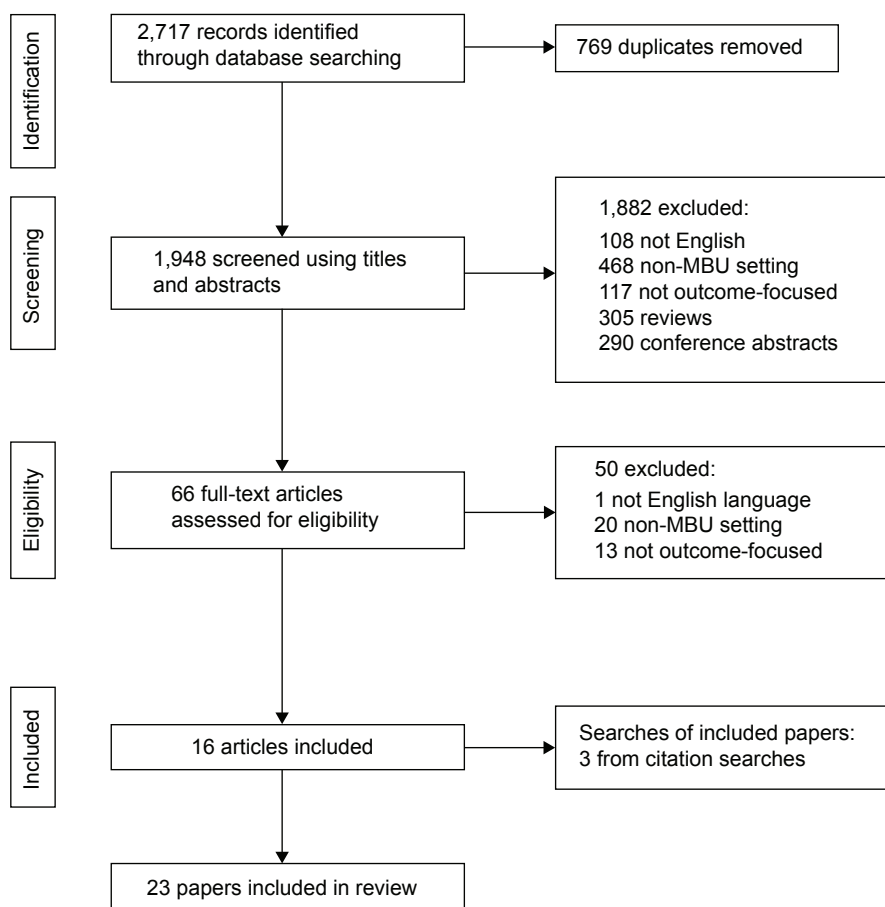 Identification
2,717 records identified
through database searching
769 duplicates removed
Screening
1,948 screened using titles
and abstracts
1,882 excluded:
108 not English
468 non-MBU setting
117 not outcome-focused
305 reviews
290 conference abstracts
Eligibility
66 full-text articles
assessed for eligibility
50 excluded:
1 not English language
20 non-MBU setting
13 not outcome-focused
Included
16 articles included
Searches of included papers:
3 from citation searches
23 papers included in review